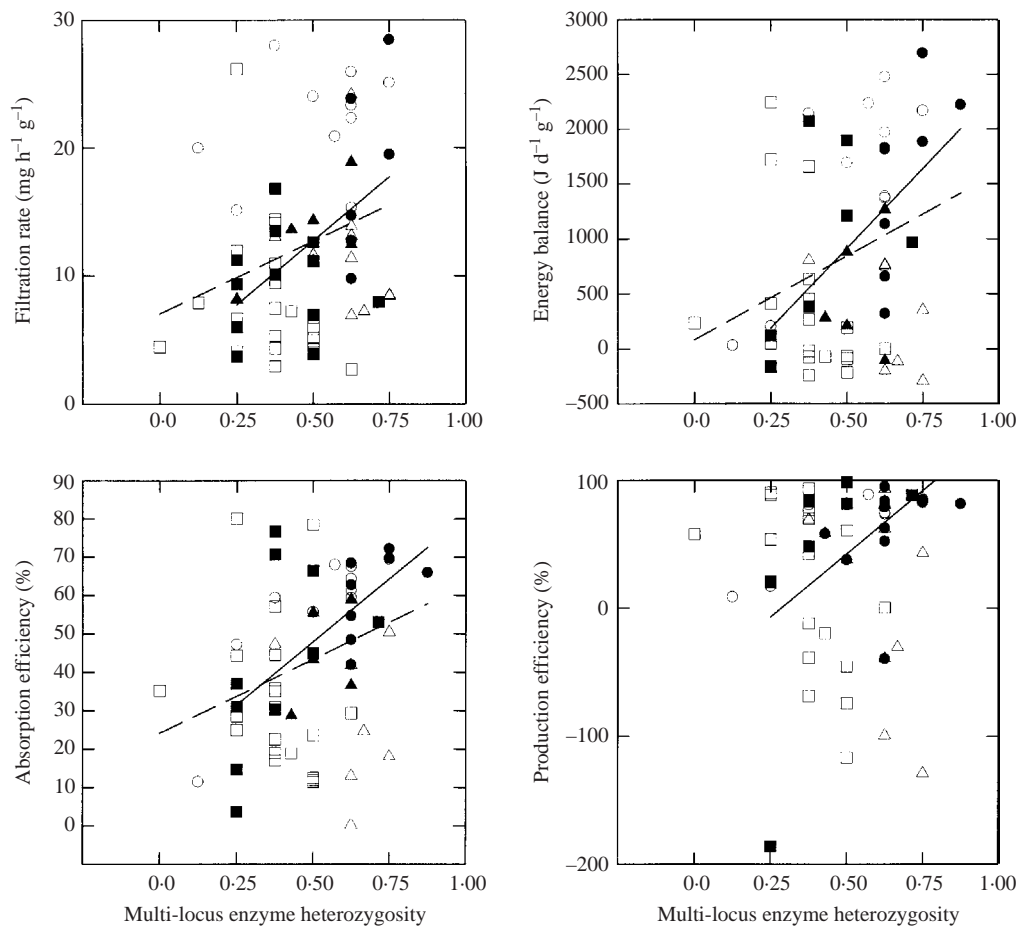 30
20
10
0
Filtration rate (mg h⁻¹ g⁻¹)
0·0 0·25 0·50 0·75 1·00
3000
2500
2000
1500
1000
500
0
–500
Energy balance (J d⁻¹ g⁻¹)
0·0 0·25 0·50 0·75 1·00
90
80
70
60
50
40
30
20
10
0
Absorption efficiency (%)
0·0 0·25 0·50 0·75 1·00
Multi-locus enzyme heterozygosity
100
0
–100
–200
Production efficiency (%)
0·0 0·25 0·50 0·75 1·00
Multi-locus enzyme heterozygosity